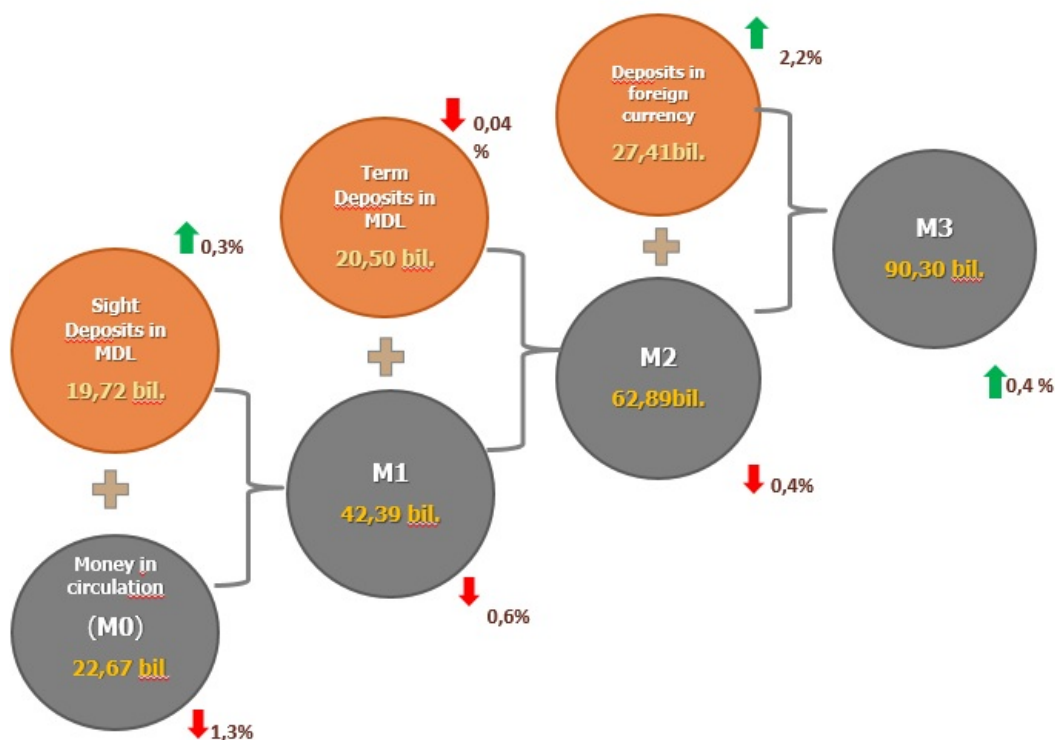 Deposits in
foreign
currency
27,41bil.
2,2%
Term
Deposits in
MDL
20,50 bil.
0,04
%
M3
90,30 bil.
0,4 %
Sight
Deposits in
MDL
19,72 bil.
0,3%
M2
62,89bil.
0,4%
M1
42,39 bil.
0,6%
Money in
circulation
(M0)
22,67 bil
1,3%